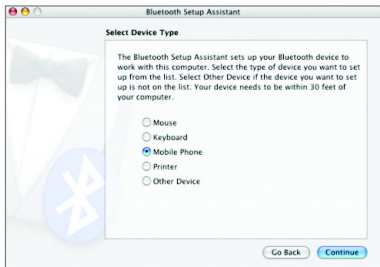 Bluetooth Setup Assistant
Select Device Type
The Bluetooth Setup Assistant sets up your Bluetooth device to
work with this computer. Select the type of device you want to set
up from the list. Select Other Device if the device you want to set
up is not on the list. Your device needs to be within 30 feet of
your computer.
Mouse
Keyboard
Mobile Phone
Printer
Other Device
Go Back
Continue